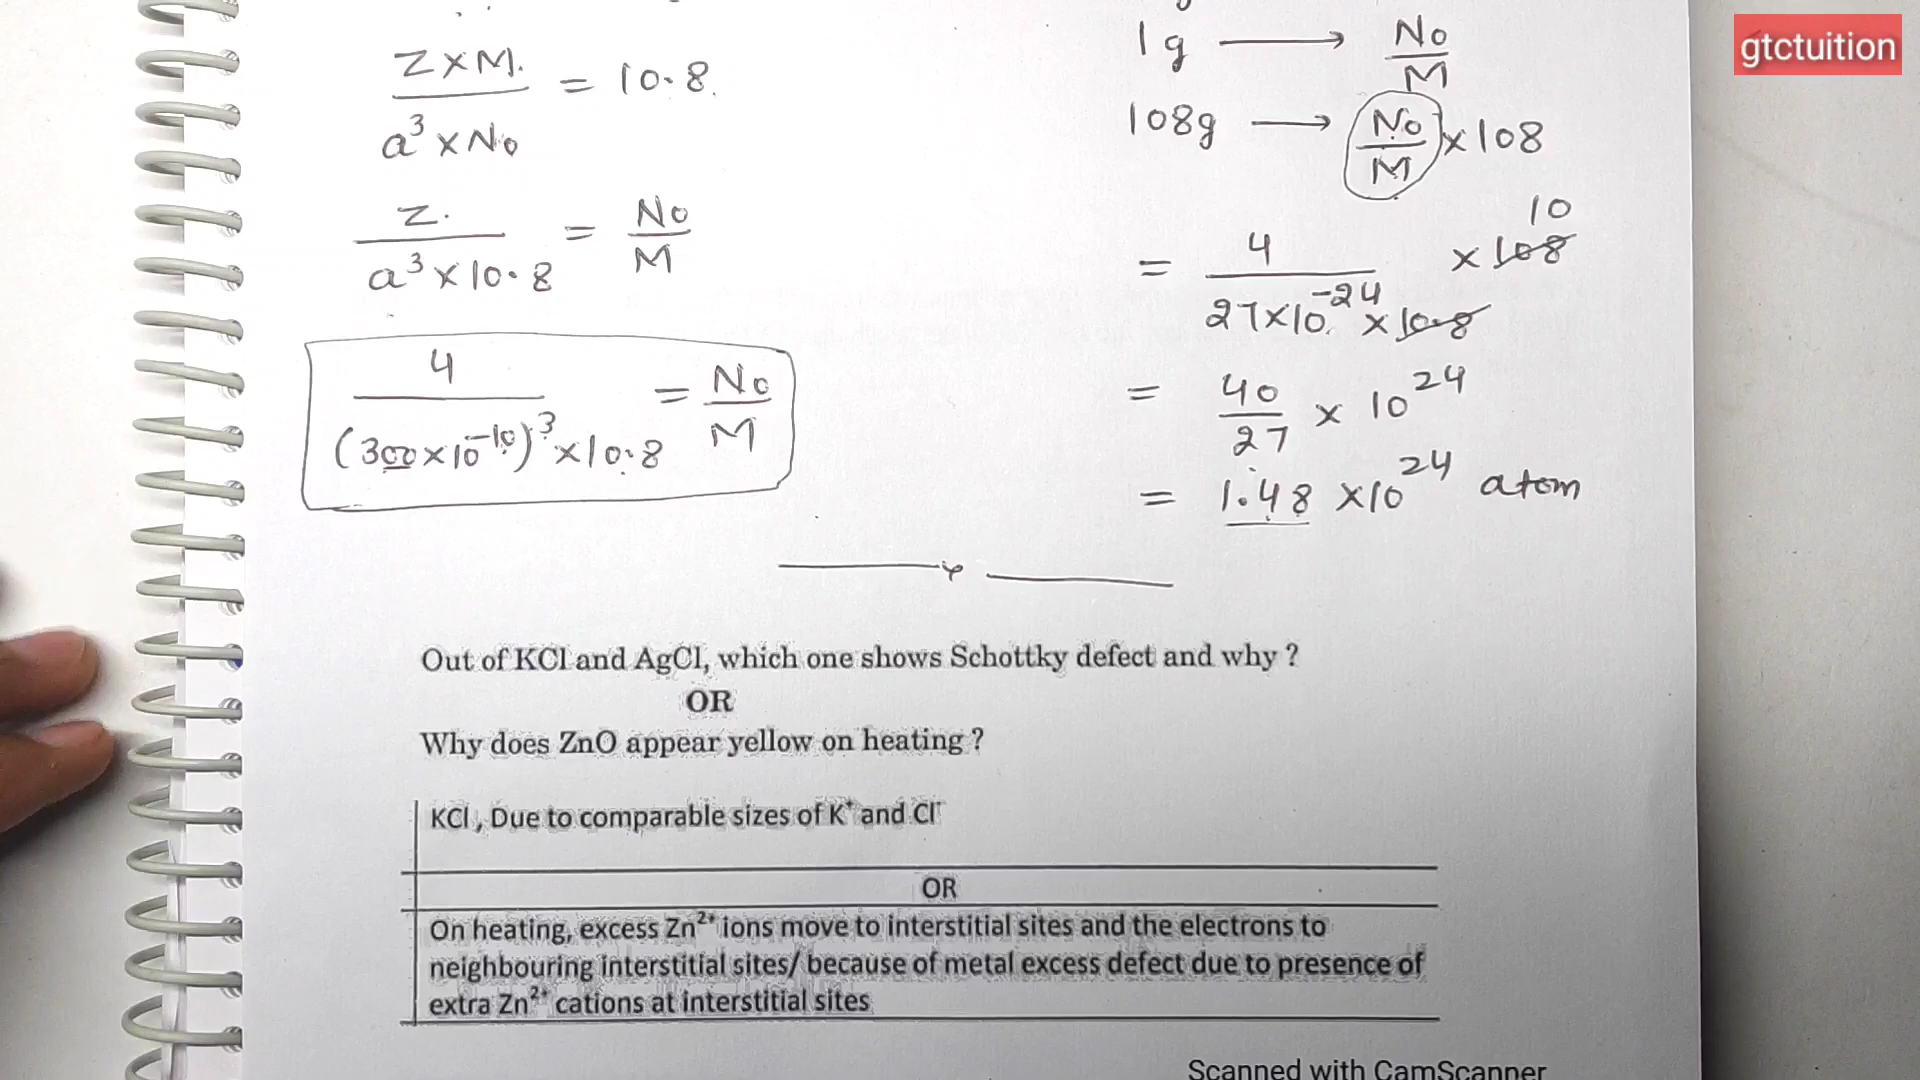 gtctuition
Z×M. / a³×No = 10.8
Z. / a³×10.8 = No / M
4 / (300×10⁻¹⁰)³×10.8 = No / M
1g → No / M
108g → (No / M)×108
= 4 / 27×10⁻²⁴×10.8 ×108 10
= 40 / 27 × 10²⁴
= 1.48 ×10²⁴ atom
Out of KCl and AgCl, which one shows Schottky defect and why ?
OR
Why does ZnO appear yellow on heating ?
KCl , Due to comparable sizes of K⁺ and Cl⁻
OR
On heating, excess Zn²⁺ ions move to interstitial sites and the electrons to
neighbouring interstitial sites/ because of metal excess defect due to presence of
extra Zn²⁺ cations at interstitial sites
Scanned with CamScanner